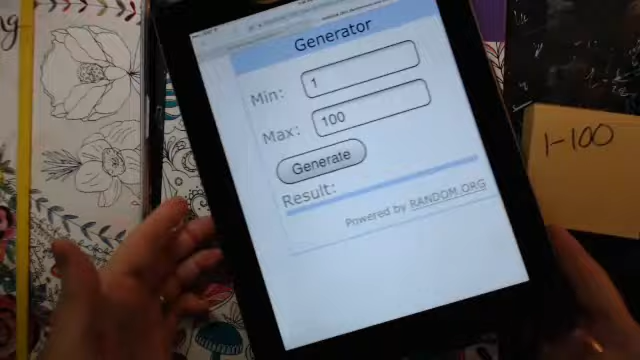 Generator
Min: 1
Max: 100
Generate
Result:
Powered by RANDOM.ORG
1-100